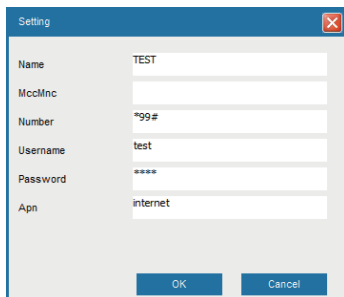 Setting
Name TEST
MccMnc
Number *99#
Username test
Password ****
Apn internet
OK Cancel